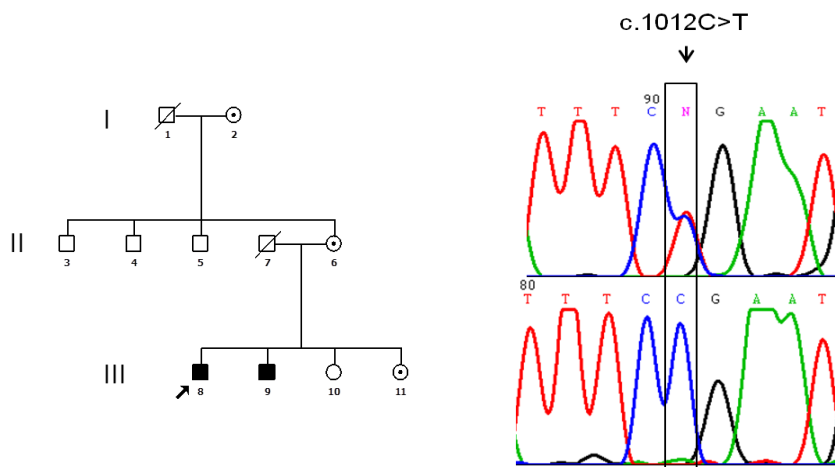 c.1012C>T
I
1 2
II
3 4 5 7 6
III
8 9 10 11
90
T T T C N G A A T
80
T T T C C G A A T